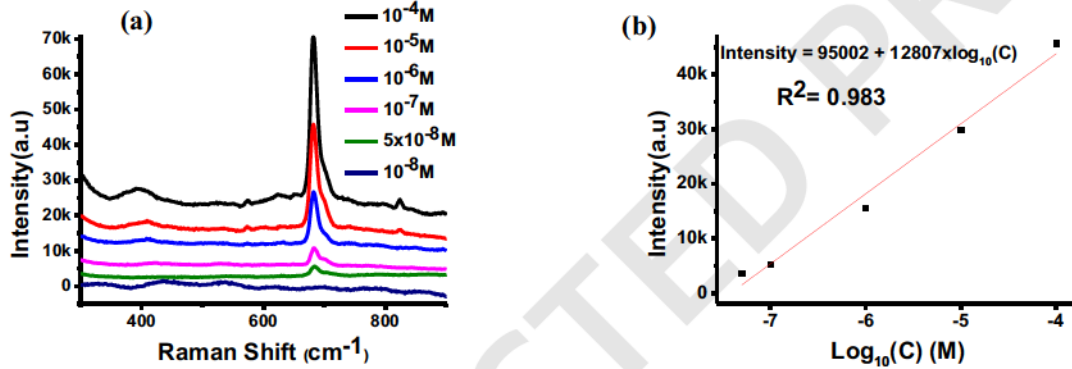 (a)
10-4M
10-5M
10-6M
10-7M
5x10-8M
10-8M
70k
60k
50k
40k
30k
20k
10k
0
Intensity(a.u)
400 600 800
Raman Shift (cm-1)
(b)
Intensity = 95002 + 12807xlog10(C)
R2= 0.983
40k
30k
20k
10k
0
Intensity(a.u)
-7 -6 -5 -4
Log10(C) (M)